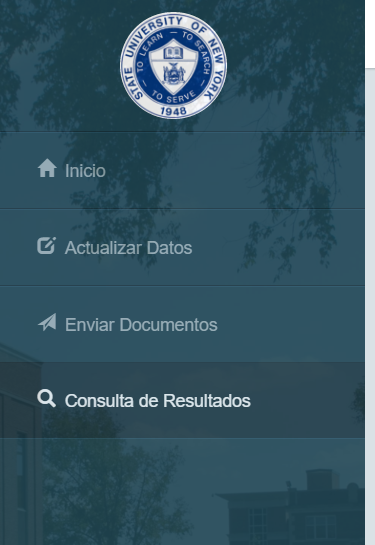 STATE UNIVERSITY OF NEW YORK
TO LEARN — TO SEARCH
— TO SERVE —
1948
Inicio
Actualizar Datos
Enviar Documentos
Consulta de Resultados